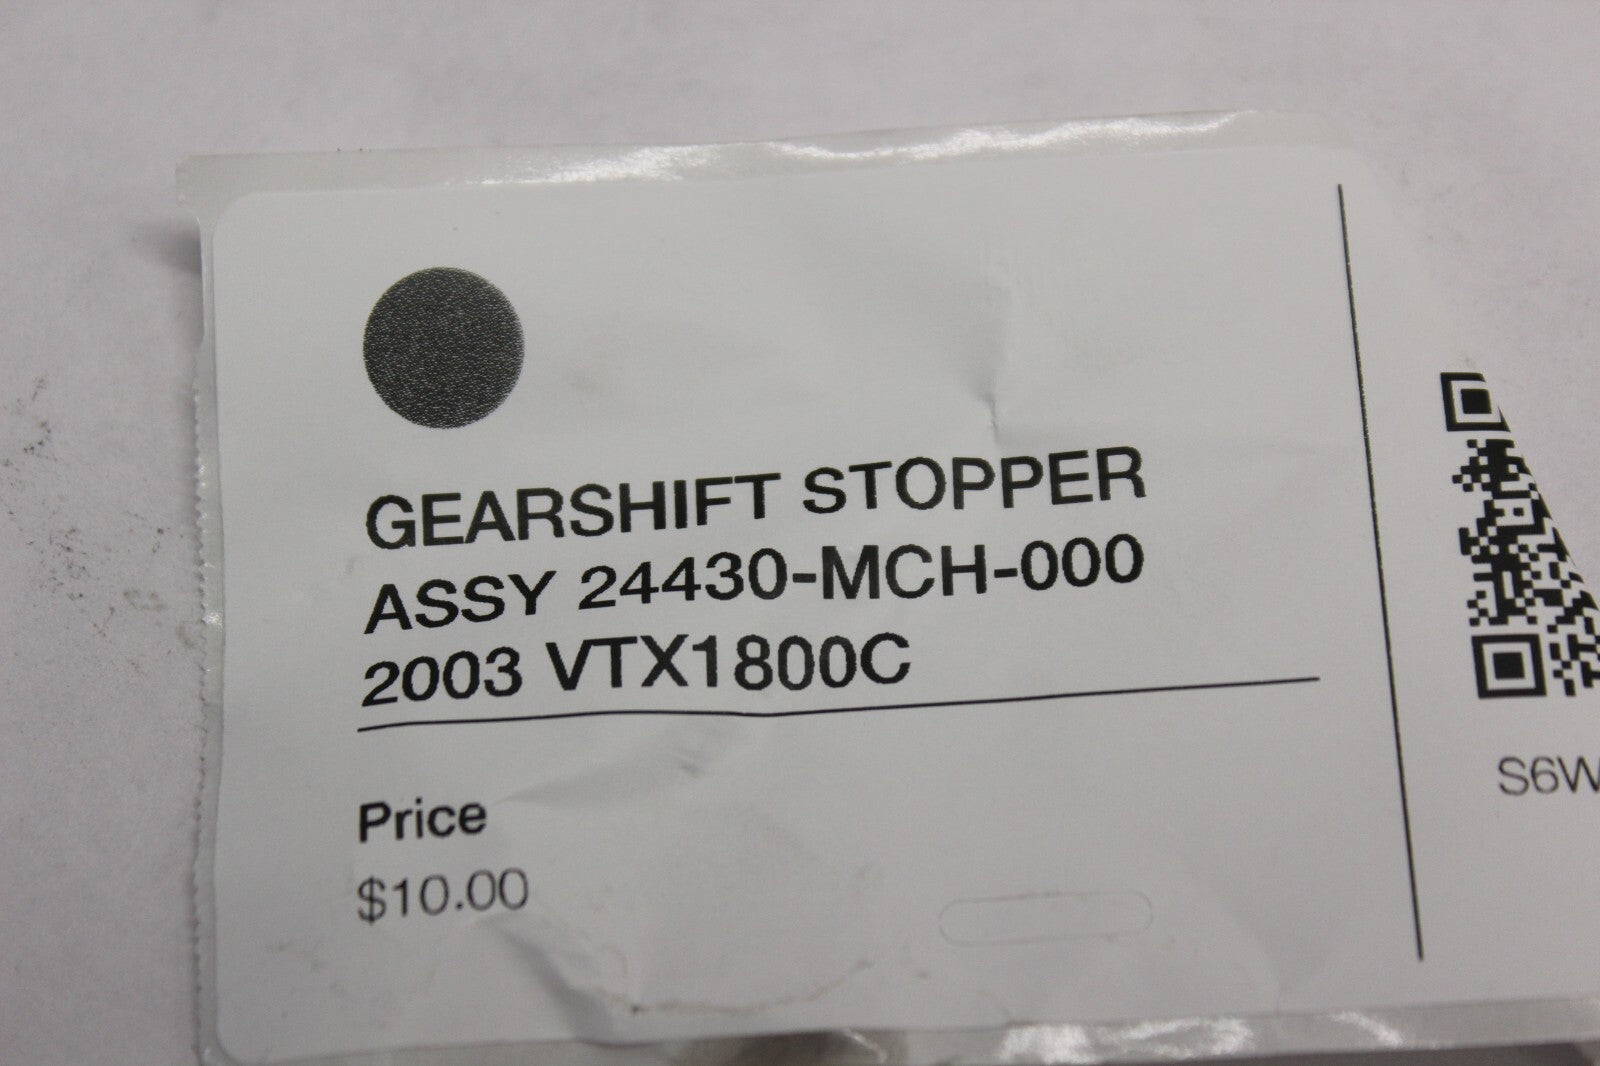 GEARSHIFT STOPPER
ASSY 24430-MCH-000
2003 VTX1800C
Price
$10.00
S6W